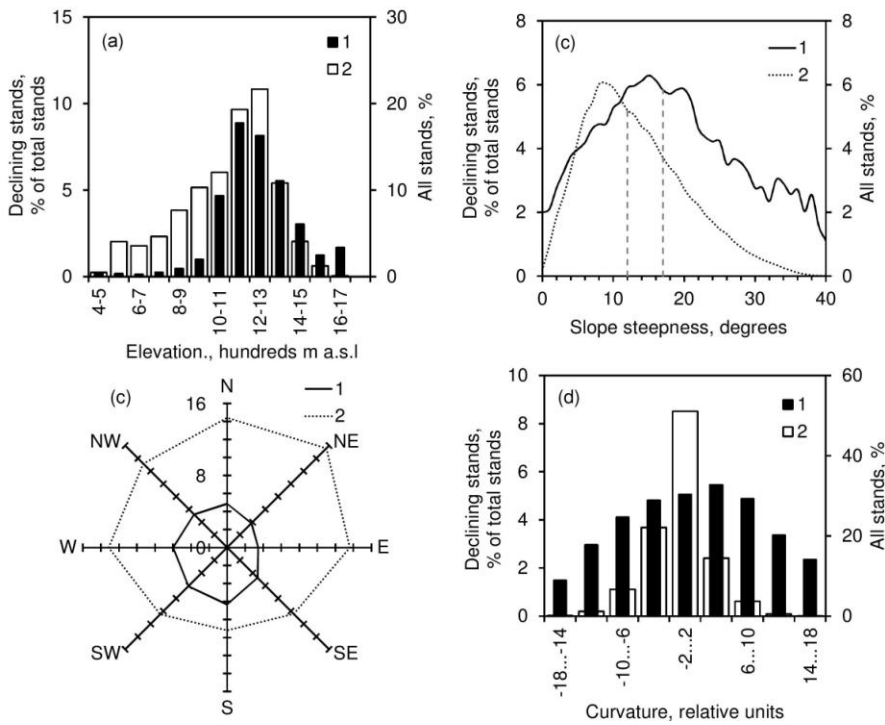 (a)
1
2
Declining stands,
% of total stands
15
10
5
0
30
20
10
0
All stands, %
4-5
6-7
8-9
10-11
12-13
14-15
16-17
Elevation., hundreds m a.s.l
(c)
1
2
Declining stands,
% of total stands
8
6
4
2
0
8
6
4
2
0
All stands, %
0
10
20
30
40
Slope steepness, degrees
(c)
1
2
N
16
8
0
NW
NE
W
E
SW
SE
S
(d)
1
2
Declining stands,
% of total stands
10
8
6
4
2
0
60
40
20
0
All stands, %
-18...-14
-10...-6
-2...2
6...10
14...18
Curvature, relative units